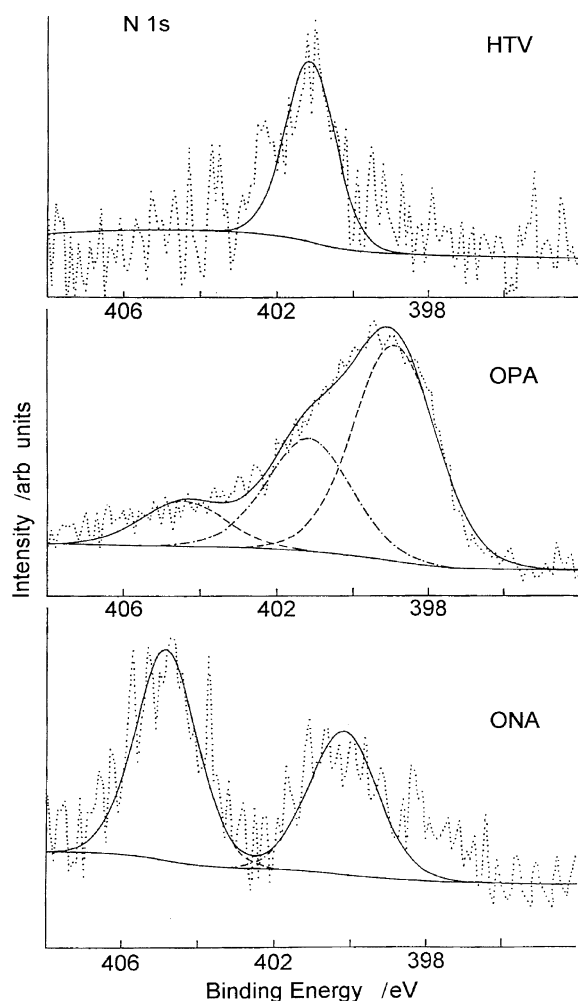 N 1s
HTV
406 402 398
OPA
406 402 398
ONA
406 402 398
Intensity /arb units
Binding Energy /eV